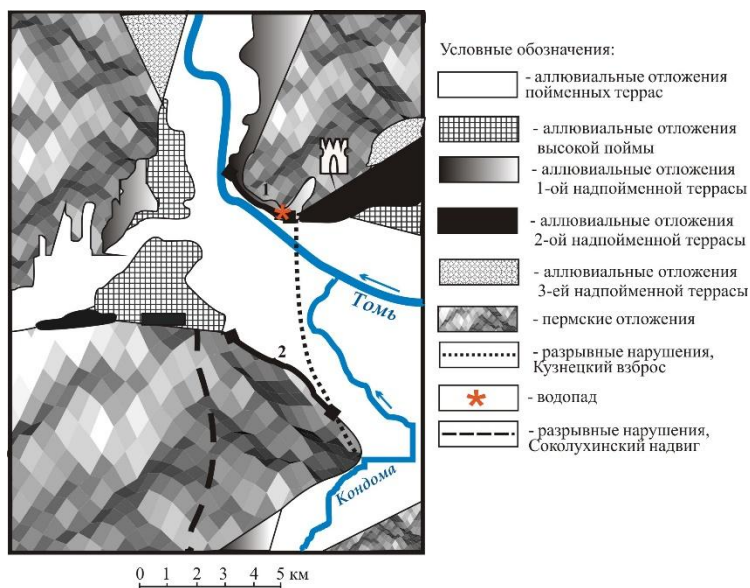 Условные обозначения:
- аллювиальные отложения
пойменных террас
- аллювиальные отложения
высокой поймы
- аллювиальные отложения
1-ой надпойменной террасы
- аллювиальные отложения
2-ой надпойменной террасы
- аллювиальные отложения
3-ей надпойменной террасы
- пермские отложения
- разрывные нарушения,
Кузнецкий взброс
- водопад
- разрывные нарушения,
Соколухинский надвиг
1
Томь
2
Кондома
0 1 2 3 4 5 км